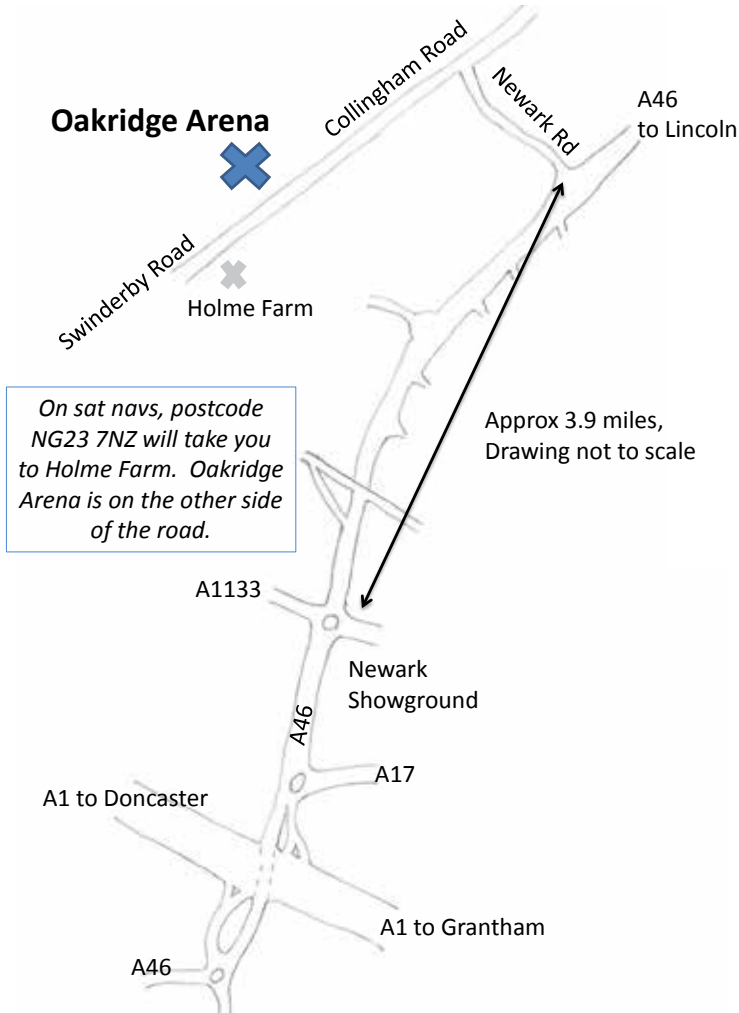 Collingham Road
Oakridge Arena
Newark Rd
A46
to Lincoln
Swinderby Road
Holme Farm
On sat navs, postcode
NG23 7NZ will take you
to Holme Farm.  Oakridge
Arena is on the other side
of the road.
Approx 3.9 miles,
Drawing not to scale
A1133
Newark
Showground
A46
A17
A1 to Doncaster
A1 to Grantham
A46